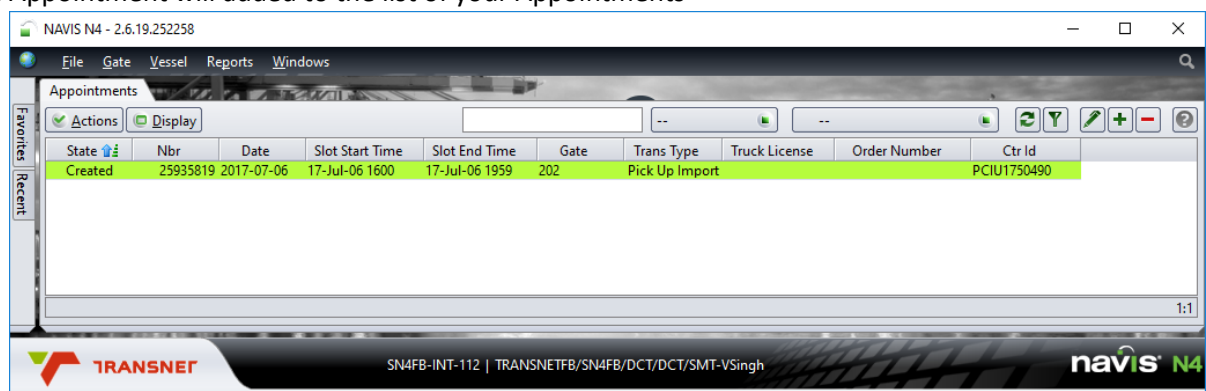 Appointment will added to the list of your Appointments
NAVIS N4 - 2.6.19.252258
File Gate Vessel Reports Windows
Appointments
Favorites
Recent
Actions Display -- --
State Nbr Date Slot Start Time Slot End Time Gate Trans Type Truck License Order Number Ctr Id
Created 25935819 2017-07-06 17-Jul-06 1600 17-Jul-06 1959 202 Pick Up Import PCIU1750490
1:1
TRANSNET SN4FB-INT-112 | TRANSNETFB/SN4FB/DCT/DCT/SMT-VSingh navis N4